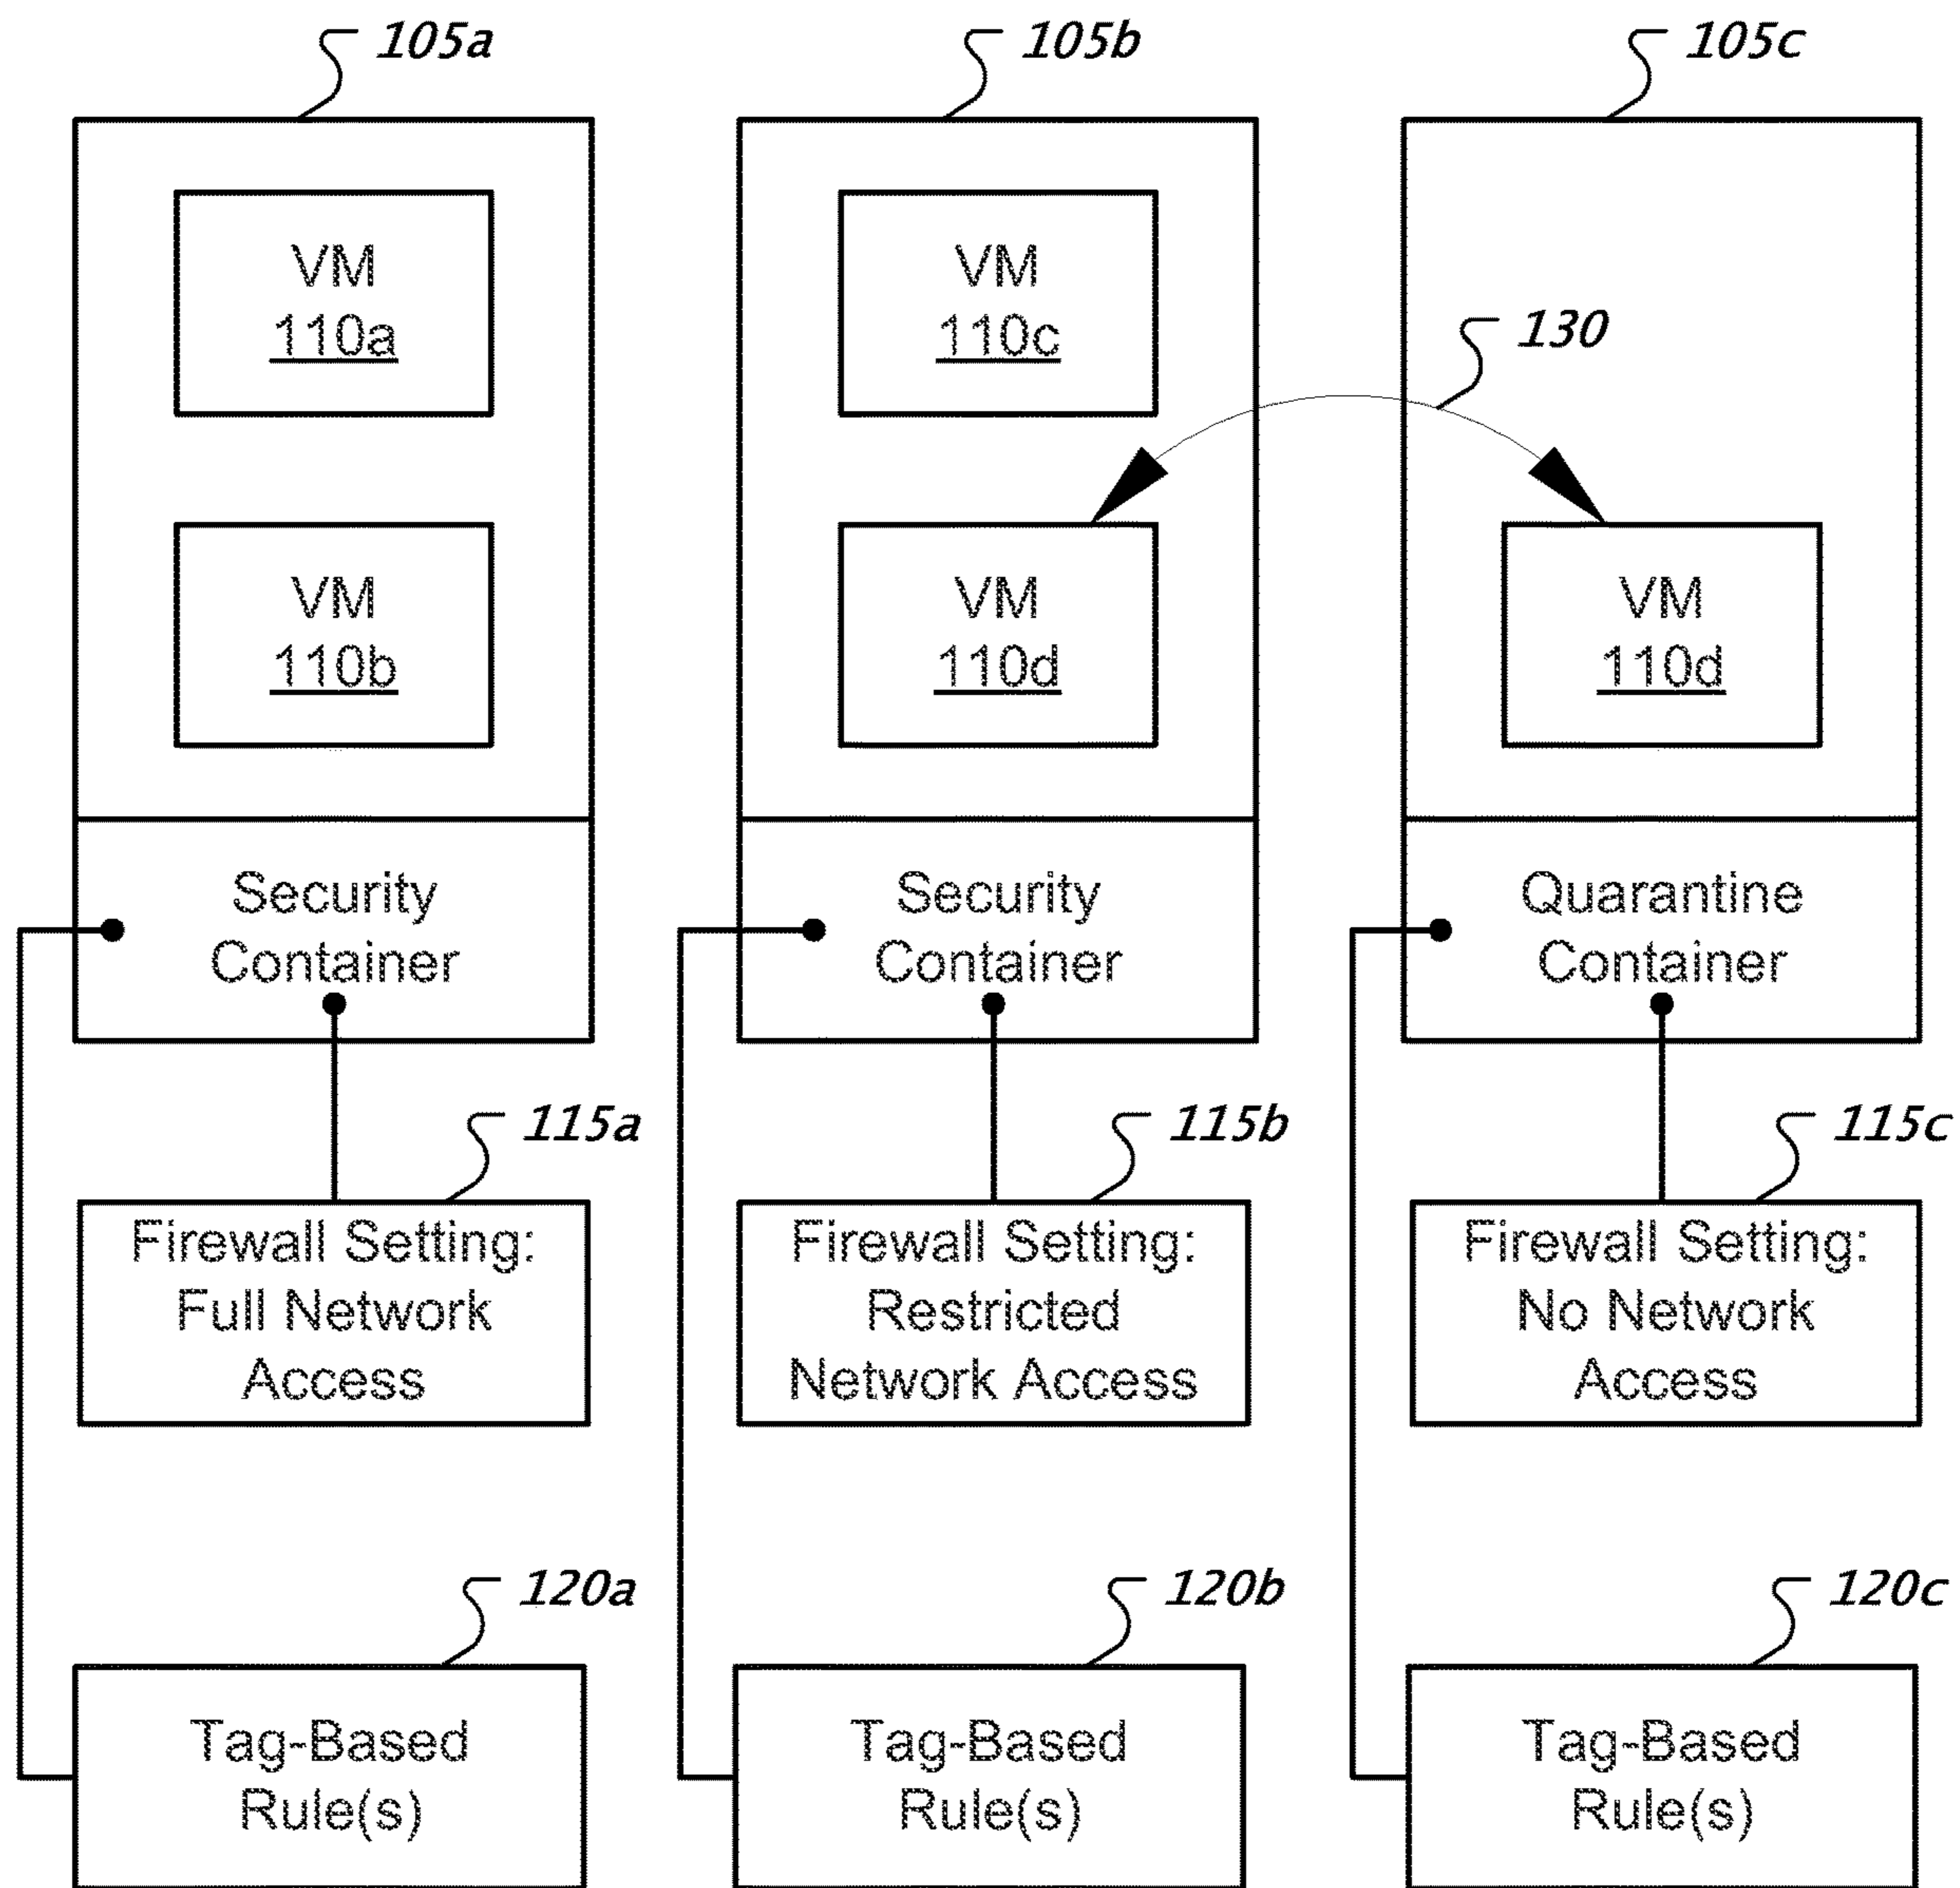 105a
105b
105c
VM
110a
VM
110c
130
VM
110b
VM
110d
VM
110d
Security
Container
Security
Container
Quarantine
Container
115a
115b
115c
Firewall Setting:
Full Network
Access
Firewall Setting:
Restricted
Network Access
Firewall Setting:
No Network
Access
120a
120b
120c
Tag-Based
Rule(s)
Tag-Based
Rule(s)
Tag-Based
Rule(s)